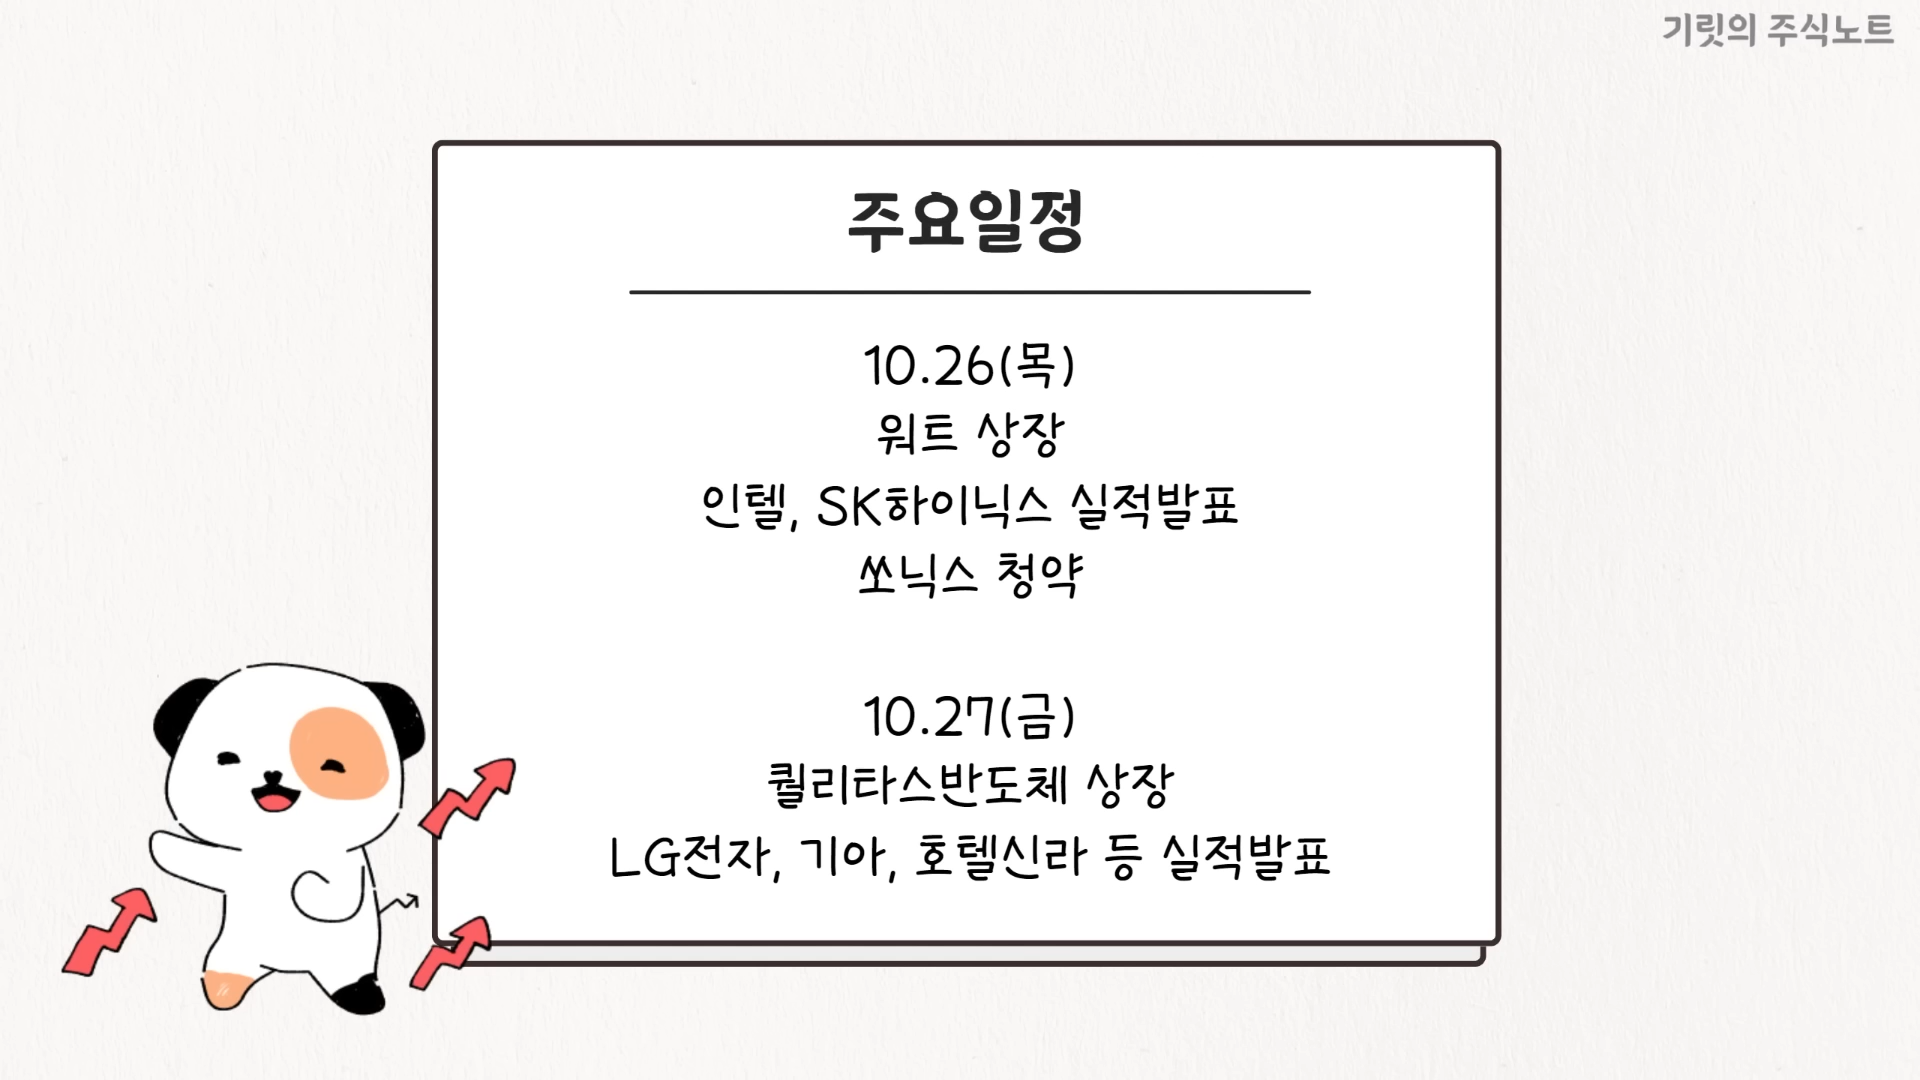 기릿의 주식노트
주요일정
10.26(목)
워트 상장
인텔, SK하이닉스 실적발표
쏘닉스 청약
10.27(금)
퀄리타스반도체 상장
LG전자, 기아, 호텔신라 등 실적발표